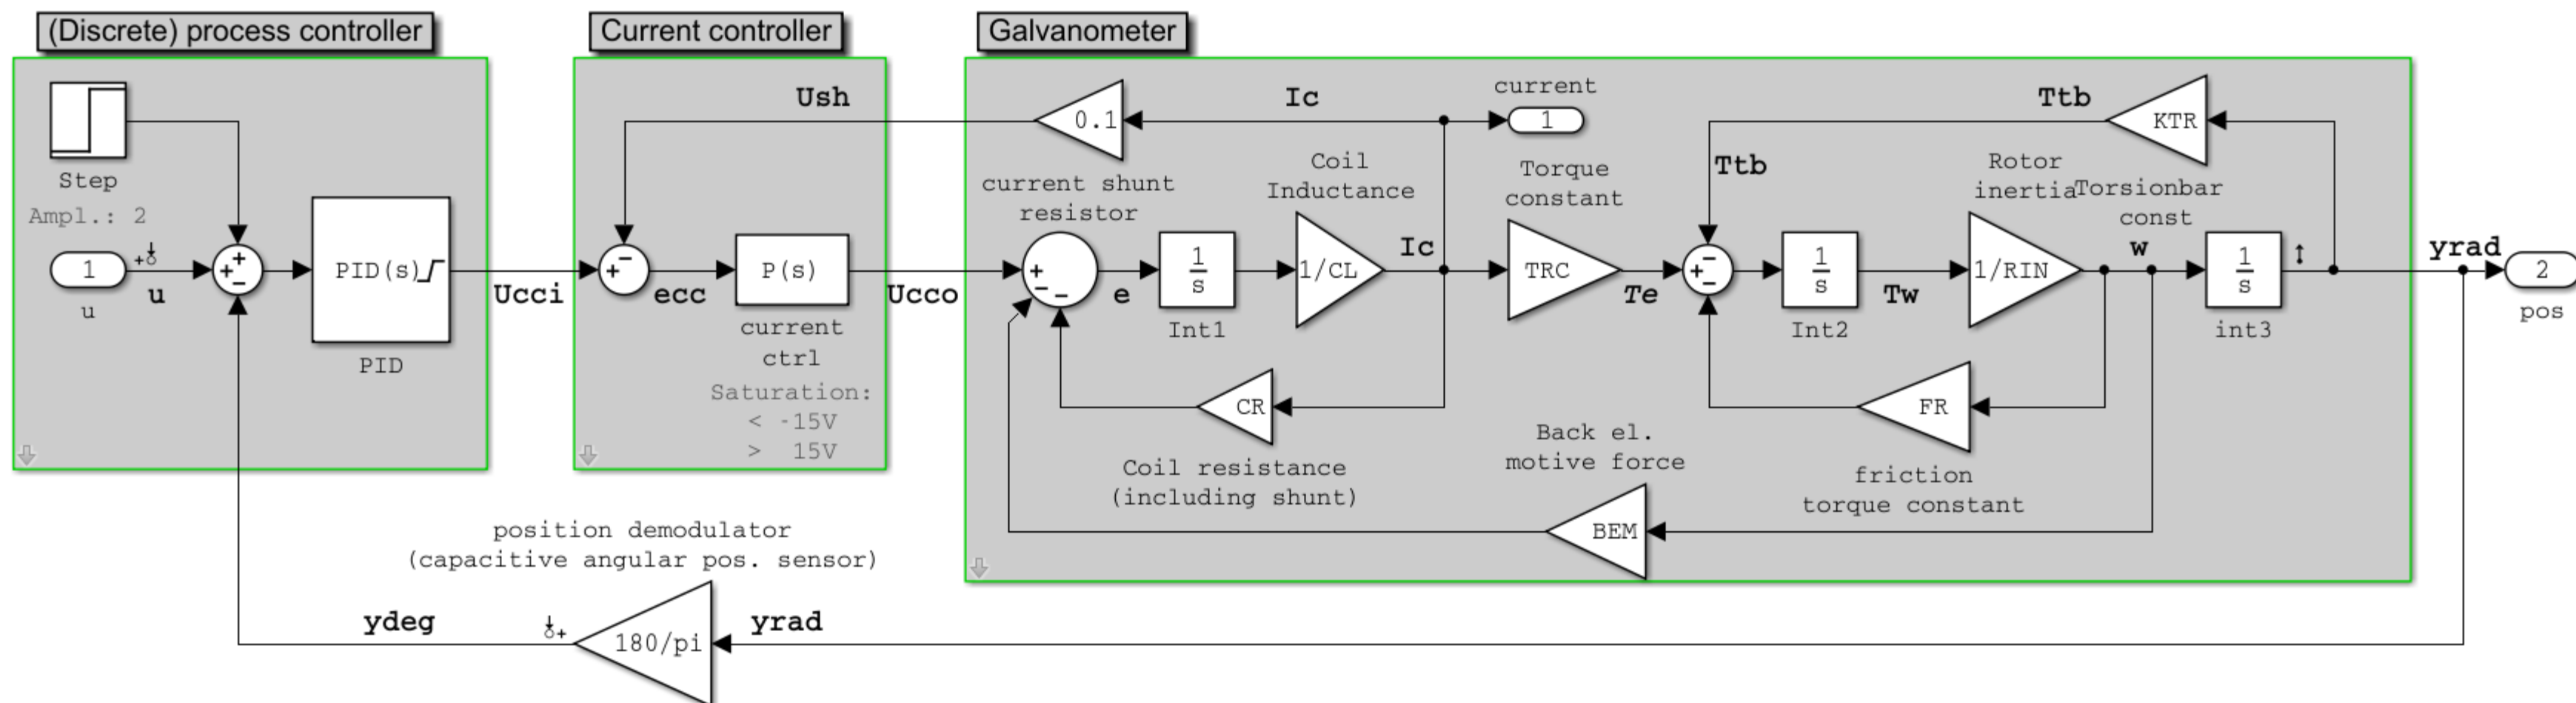 (Discrete) process controller
Current controller
Galvanometer
Step
Ampl.: 2
1
u
u
+
+
-
PID(s)
PID
Ucci
Ush
+
-
ecc
P(s)
current
ctrl
Saturation:
< -15V
> 15V
Ucco
0.1
Ic
current
1
current shunt
resistor
+
-
-
e
1
s
Int1
Coil
Inductance
1/CL
Ic
CR
Coil resistance
(including shunt)
Torque
constant
TRC
Te
Ttb
KTR
Ttb
+
-
-
1
s
Int2
Tw
Rotor
inertia
1/RIN
Torsionbar
const
w
1
s
int3
FR
friction
torque constant
Back el.
motive force
BEM
yrad
2
pos
position demodulator
(capacitive angular pos. sensor)
ydeg
180/pi
yrad